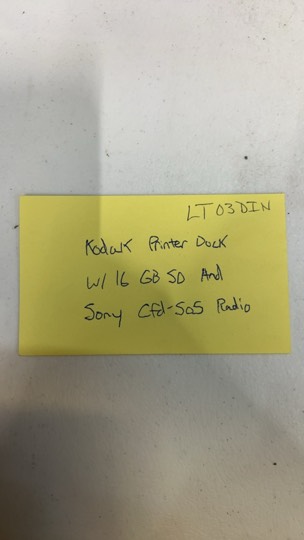 LT03DIN
Kodak Printer Dock
W/ 16 GB SD And
Sony Cfd-S05 Radio